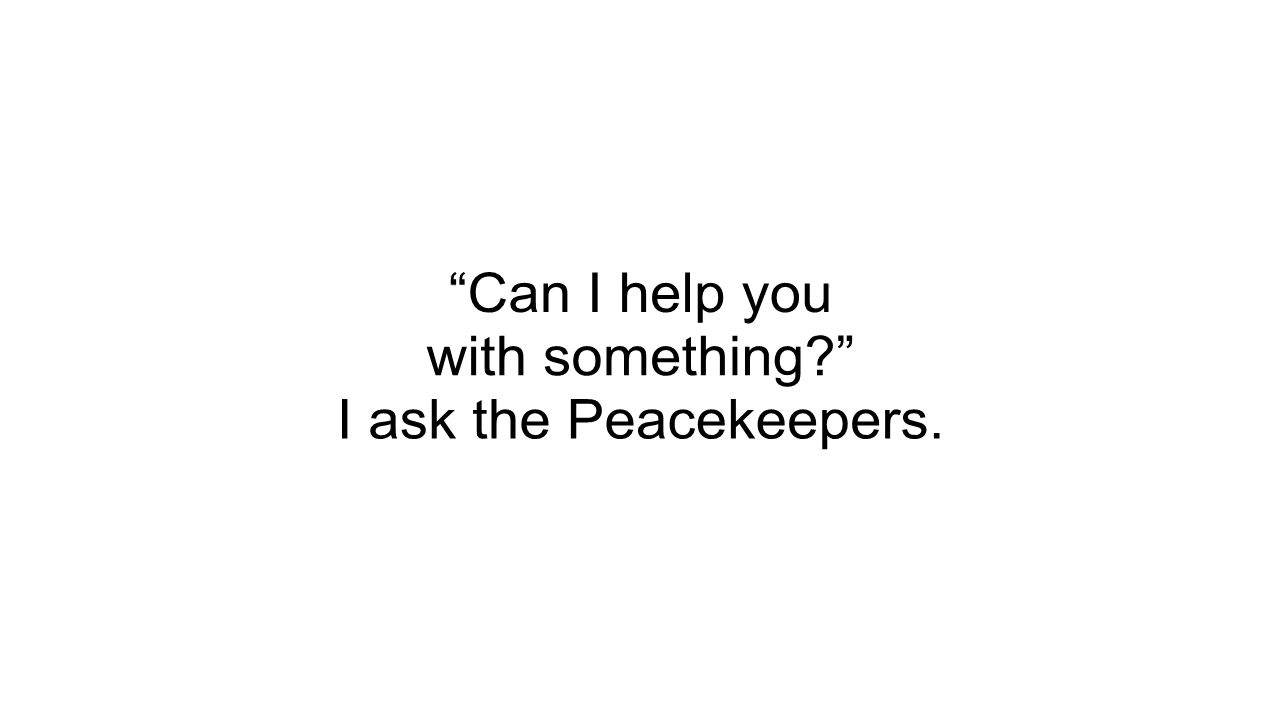 “Can I help you
with something?”
I ask the Peacekeepers.